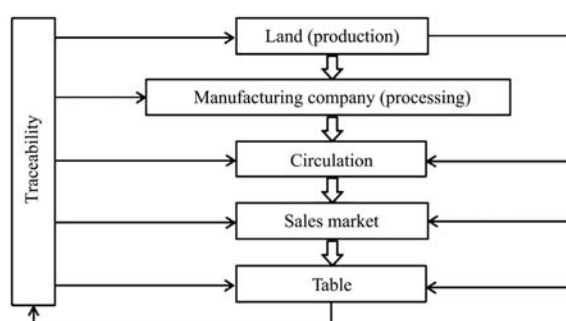 Land (production)
Manufacturing company (processing)
Traceability
Circulation
Sales market
Table